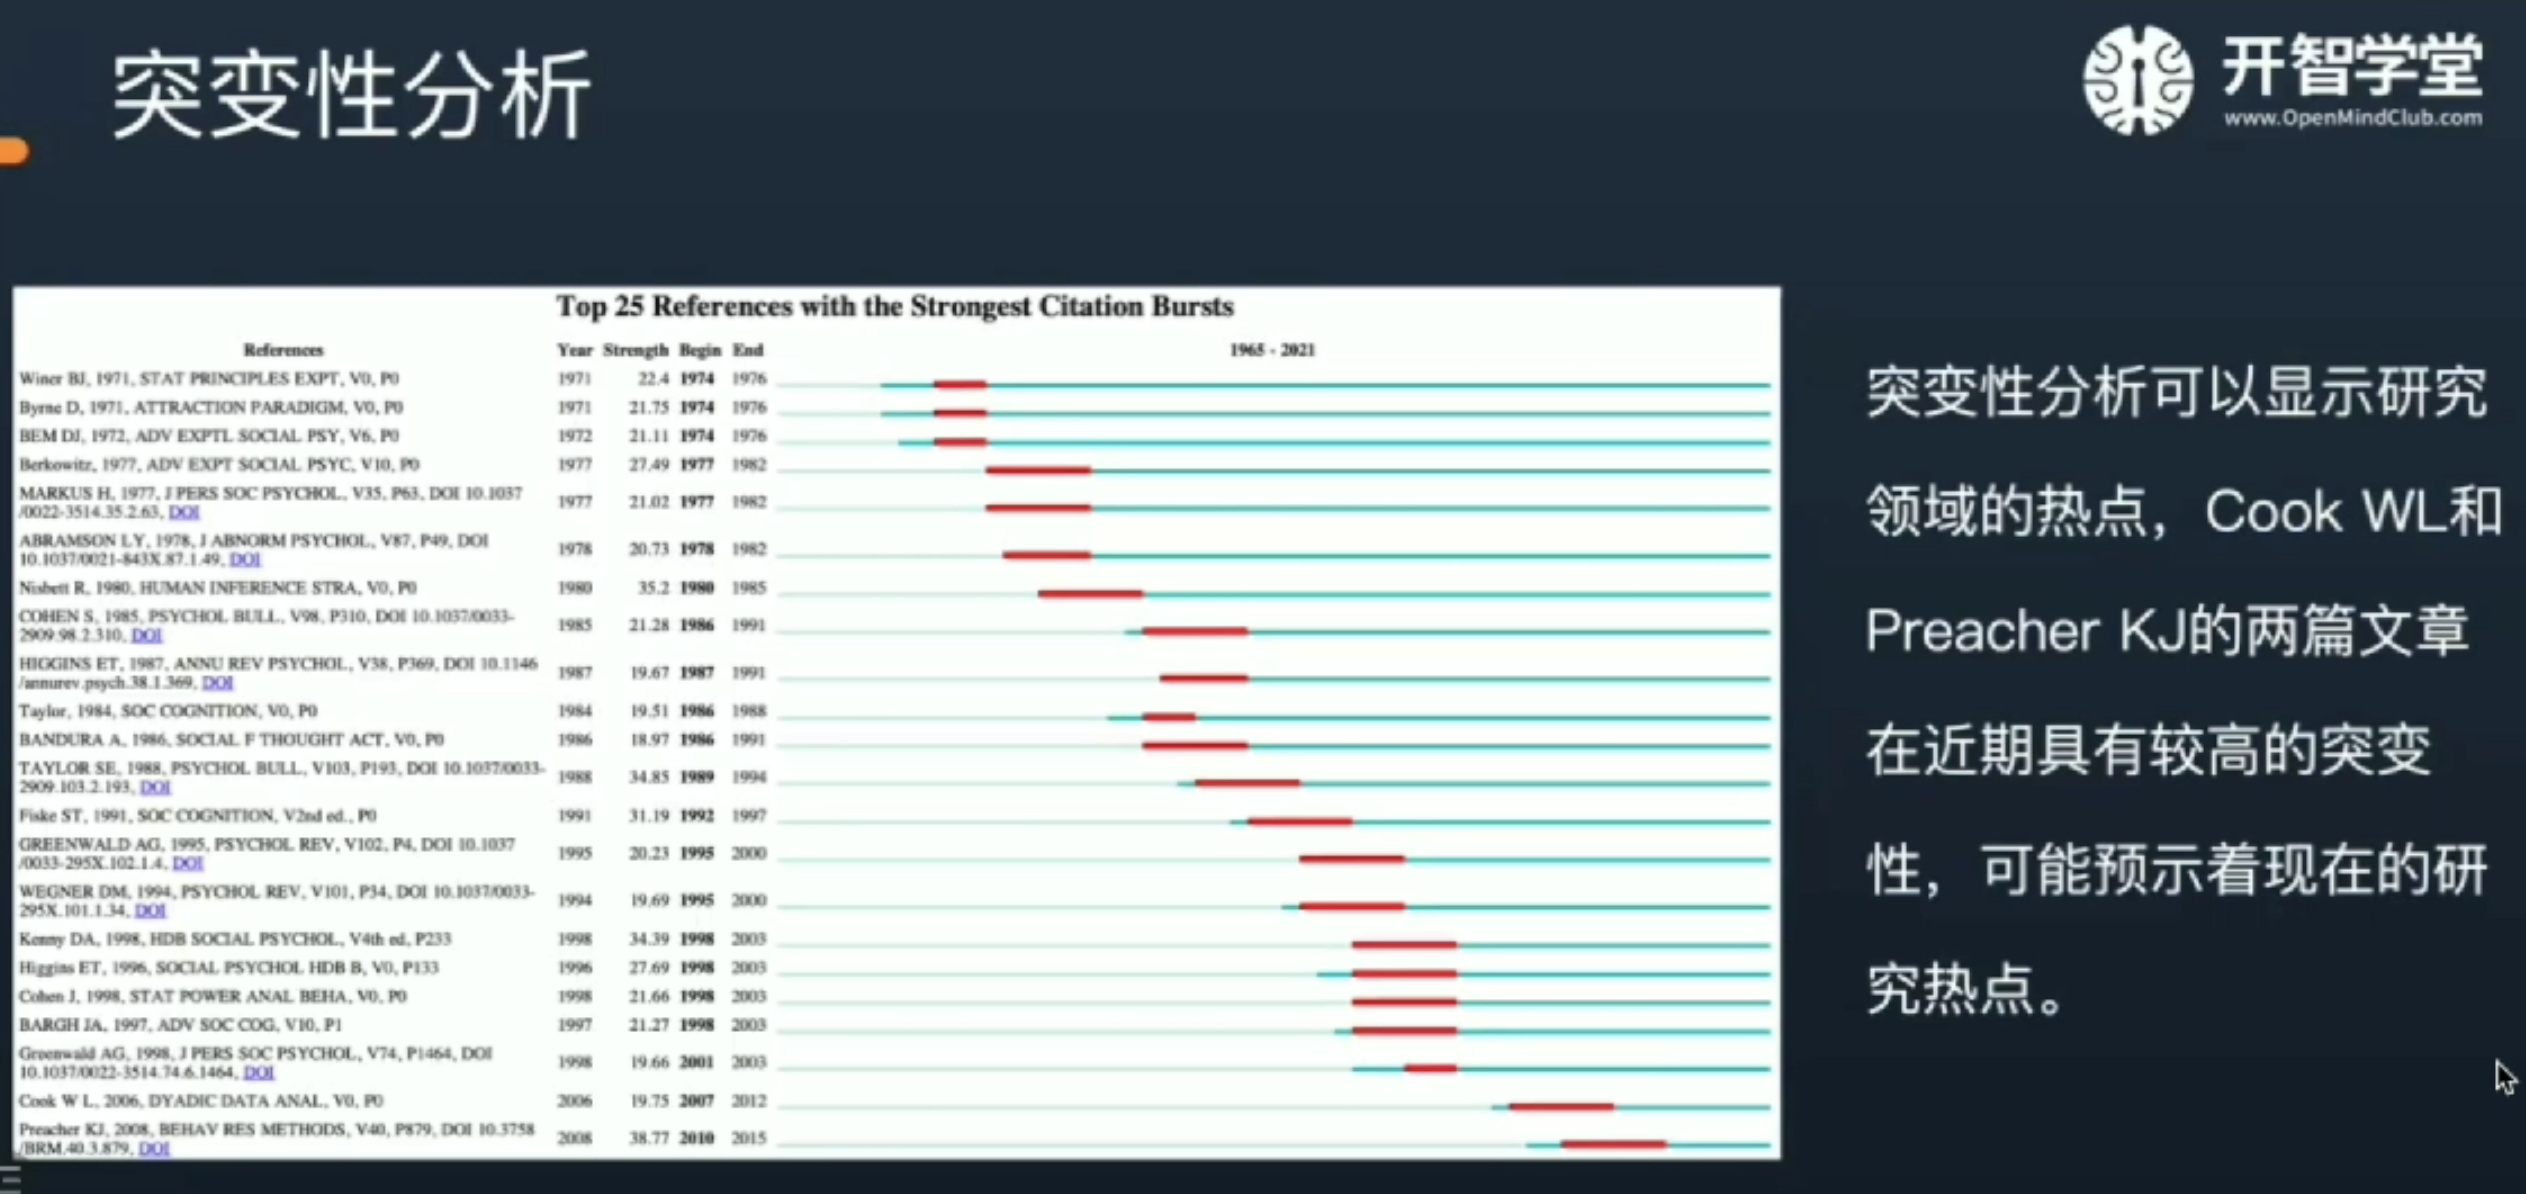 突变性分析
开智学堂
www.OpenMindClub.com
Top 25 References with the Strongest Citation Bursts
References Year Strength Begin End 1965 - 2021
Winer BJ, 1971, STAT PRINCIPLES EXPT, V0, P0 1971 22.4 1974 1976
Byrne D, 1971, ATTRACTION PARADIGM, V0, P0 1971 21.75 1974 1976
BEM DJ, 1972, ADV EXPTL SOCIAL PSY, V6, P0 1972 21.11 1974 1976
Berkowitz, 1977, ADV EXPT SOCIAL PSYC, V10, P0 1977 27.49 1977 1982
MARKUS H, 1977, J PERS SOC PSYCHOL, V35, P63, DOI 10.1037
/0022-3514.35.2.63, DOI 1977 21.02 1977 1982
ABRAMSON LY, 1978, J ABNORM PSYCHOL, V87, P49, DOI
10.1037/0021-843X.87.1.49, DOI 1978 20.73 1978 1982
Nisbett R, 1980, HUMAN INFERENCE STRA, V0, P0 1980 35.2 1980 1985
COHEN S, 1985, PSYCHOL BULL, V98, P310, DOI 10.1037/0033-
2909.98.2.310, DOI 1985 21.28 1986 1991
HIGGINS ET, 1987, ANNU REV PSYCHOL, V38, P369, DOI 10.1146
/annurev.psych.38.1.369, DOI 1987 19.67 1987 1991
Taylor, 1984, SOC COGNITION, V0, P0 1984 19.51 1986 1988
BANDURA A, 1986, SOCIAL F THOUGHT ACT, V0, P0 1986 18.97 1986 1991
TAYLOR SE, 1988, PSYCHOL BULL, V103, P193, DOI 10.1037/0033-
2909.103.2.193, DOI 1988 34.85 1989 1994
Fiske ST, 1991, SOC COGNITION, V2nd ed., P0 1991 31.19 1992 1997
GREENWALD AG, 1995, PSYCHOL REV, V102, P4, DOI 10.1037
/0033-295X.102.1.4, DOI 1995 20.23 1995 2000
WEGNER DM, 1994, PSYCHOL REV, V101, P34, DOI 10.1037/0033-
295X.101.1.34, DOI 1994 19.69 1995 2000
Kenny DA, 1998, HDB SOCIAL PSYCHOL, V4th ed, P233 1998 34.39 1998 2003
Higgins ET, 1996, SOCIAL PSYCHOL HDB B, V0, P133 1996 27.69 1998 2003
Cohen J, 1998, STAT POWER ANAL BEHA, V0, P0 1998 21.66 1998 2003
BARGH JA, 1997, ADV SOC COG, V10, P1 1997 21.27 1998 2003
Greenwald AG, 1998, J PERS SOC PSYCHOL, V74, P1464, DOI
10.1037/0022-3514.74.6.1464, DOI 1998 19.66 2001 2003
Cook W L, 2006, DYADIC DATA ANAL, V0, P0 2006 19.75 2007 2012
Preacher KJ, 2008, BEHAV RES METHODS, V40, P879, DOI 10.3758
/BRM.40.3.879, DOI 2008 38.77 2010 2015
突变性分析可以显示研究
领域的热点，Cook WL和
Preacher KJ的两篇文章
在近期具有较高的突变
性，可能预示着现在的研
究热点。